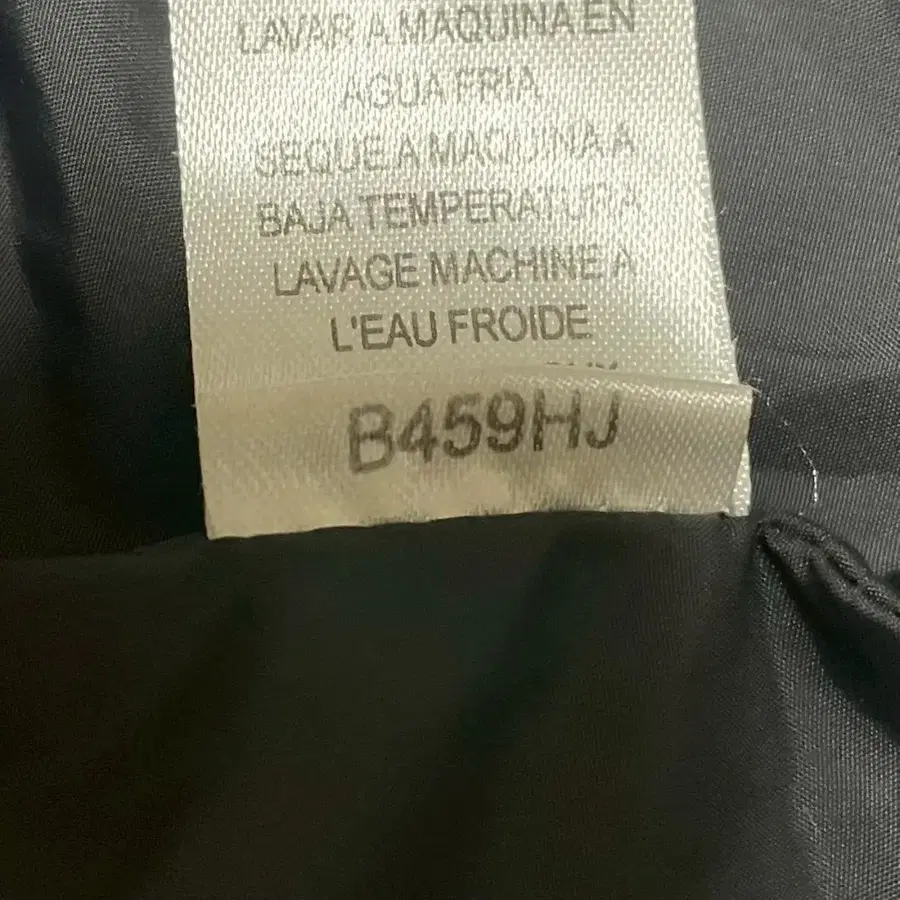 LAVAR A MAQUINA EN
AGUA FRIA
SEQUE A MAQUINA A
BAJA TEMPERATURA
LAVAGE MACHINE A
L'EAU FROIDE
B459HJ